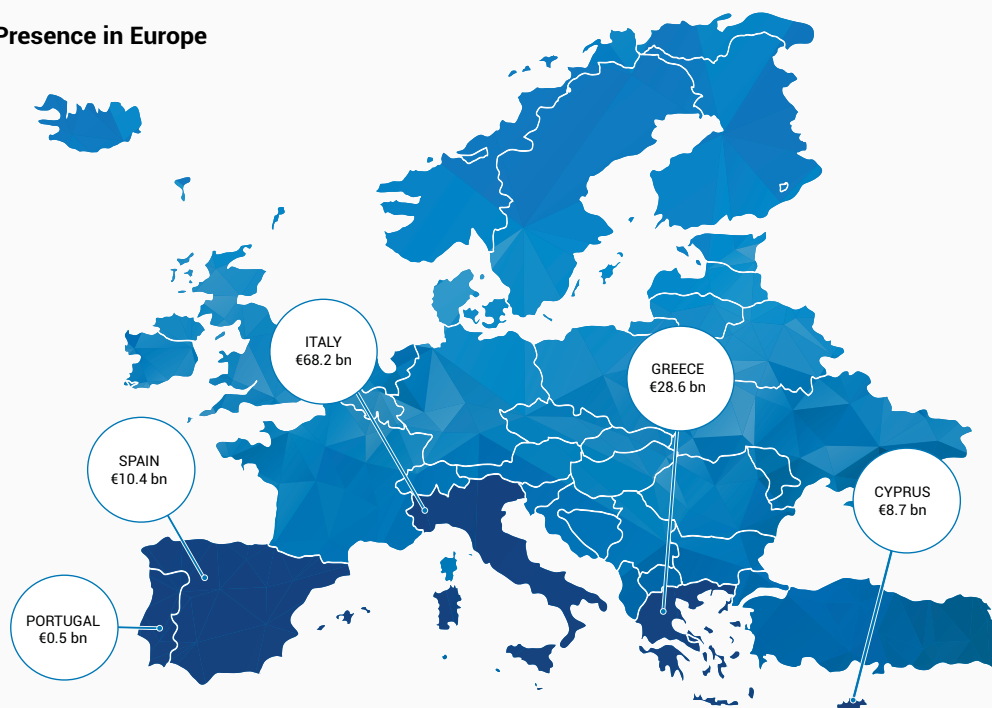 Presence in Europe
ITALY
€68.2 bn
GREECE
€28.6 bn
SPAIN
€10.4 bn
CYPRUS
€8.7 bn
PORTUGAL
€0.5 bn